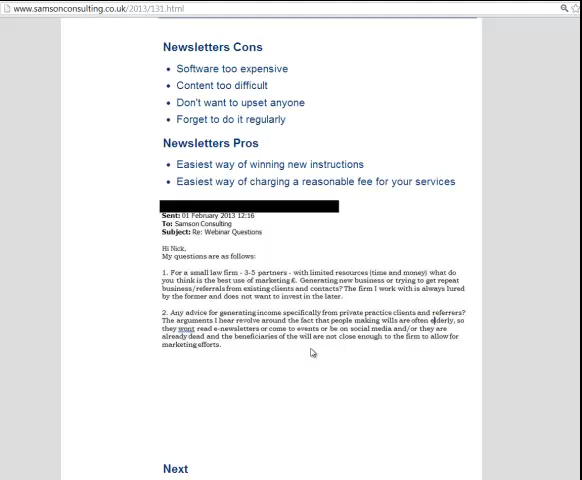 www.samsonconsulting.co.uk/2013/131.html
Newsletters Cons
• Software too expensive
• Content too difficult
• Don't want to upset anyone
• Forget to do it regularly
Newsletters Pros
• Easiest way of winning new instructions
• Easiest way of charging a reasonable fee for your services
Sent: 01 February 2013 12:16
To: Samson Consulting
Subject: Re: Webinar Questions
Hi Nick,
My questions are as follows:
1. For a small law firm - 3-5 partners - with limited resources (time and money) what do
you think is the best use of marketing £. Generating new business or trying to get repeat
business/referrals from existing clients and contacts? The firm I work with is always lured
by the former and does not want to invest in the later.
2. Any advice for generating income specifically from private practice clients and referrers?
The arguments I hear revolve around the fact that people making wills are often elderly, so
they wont read e-newsletters or come to events or be on social media and/or they are
already dead and the beneficiaries of the will are not close enough to the firm to allow for
marketing efforts.
Next